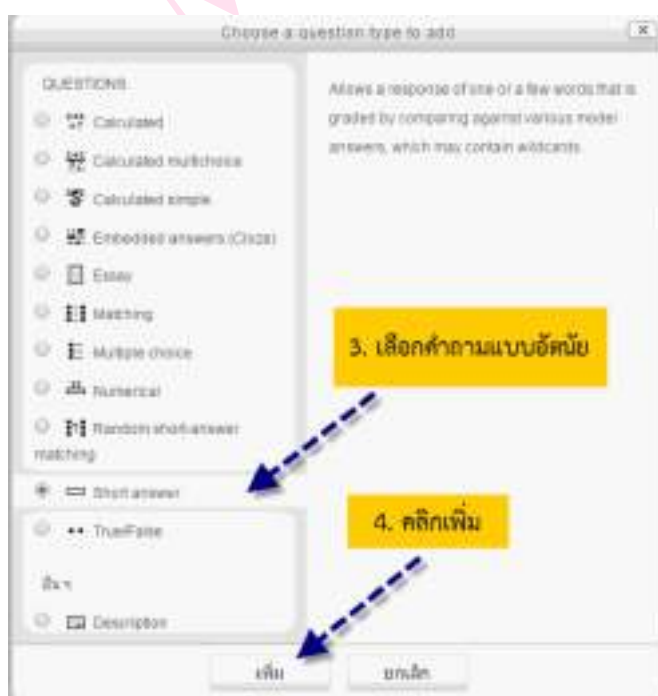 Choose a question type to add
QUESTIONS
Calculated
Calculated multichoice
Calculated simple
Embedded answers (Cloze)
Essay
Matching
Multiple choice
Numerical
Random short-answer
matching
Short answer
True/False
อื่น ๆ
Description
Allows a response of one or a few words that is
graded by comparing against various model
answers, which may contain wildcards.
3. เลือกคำถามแบบอัตนัย
4. คลิกเพิ่ม
เพิ่ม
ยกเลิก